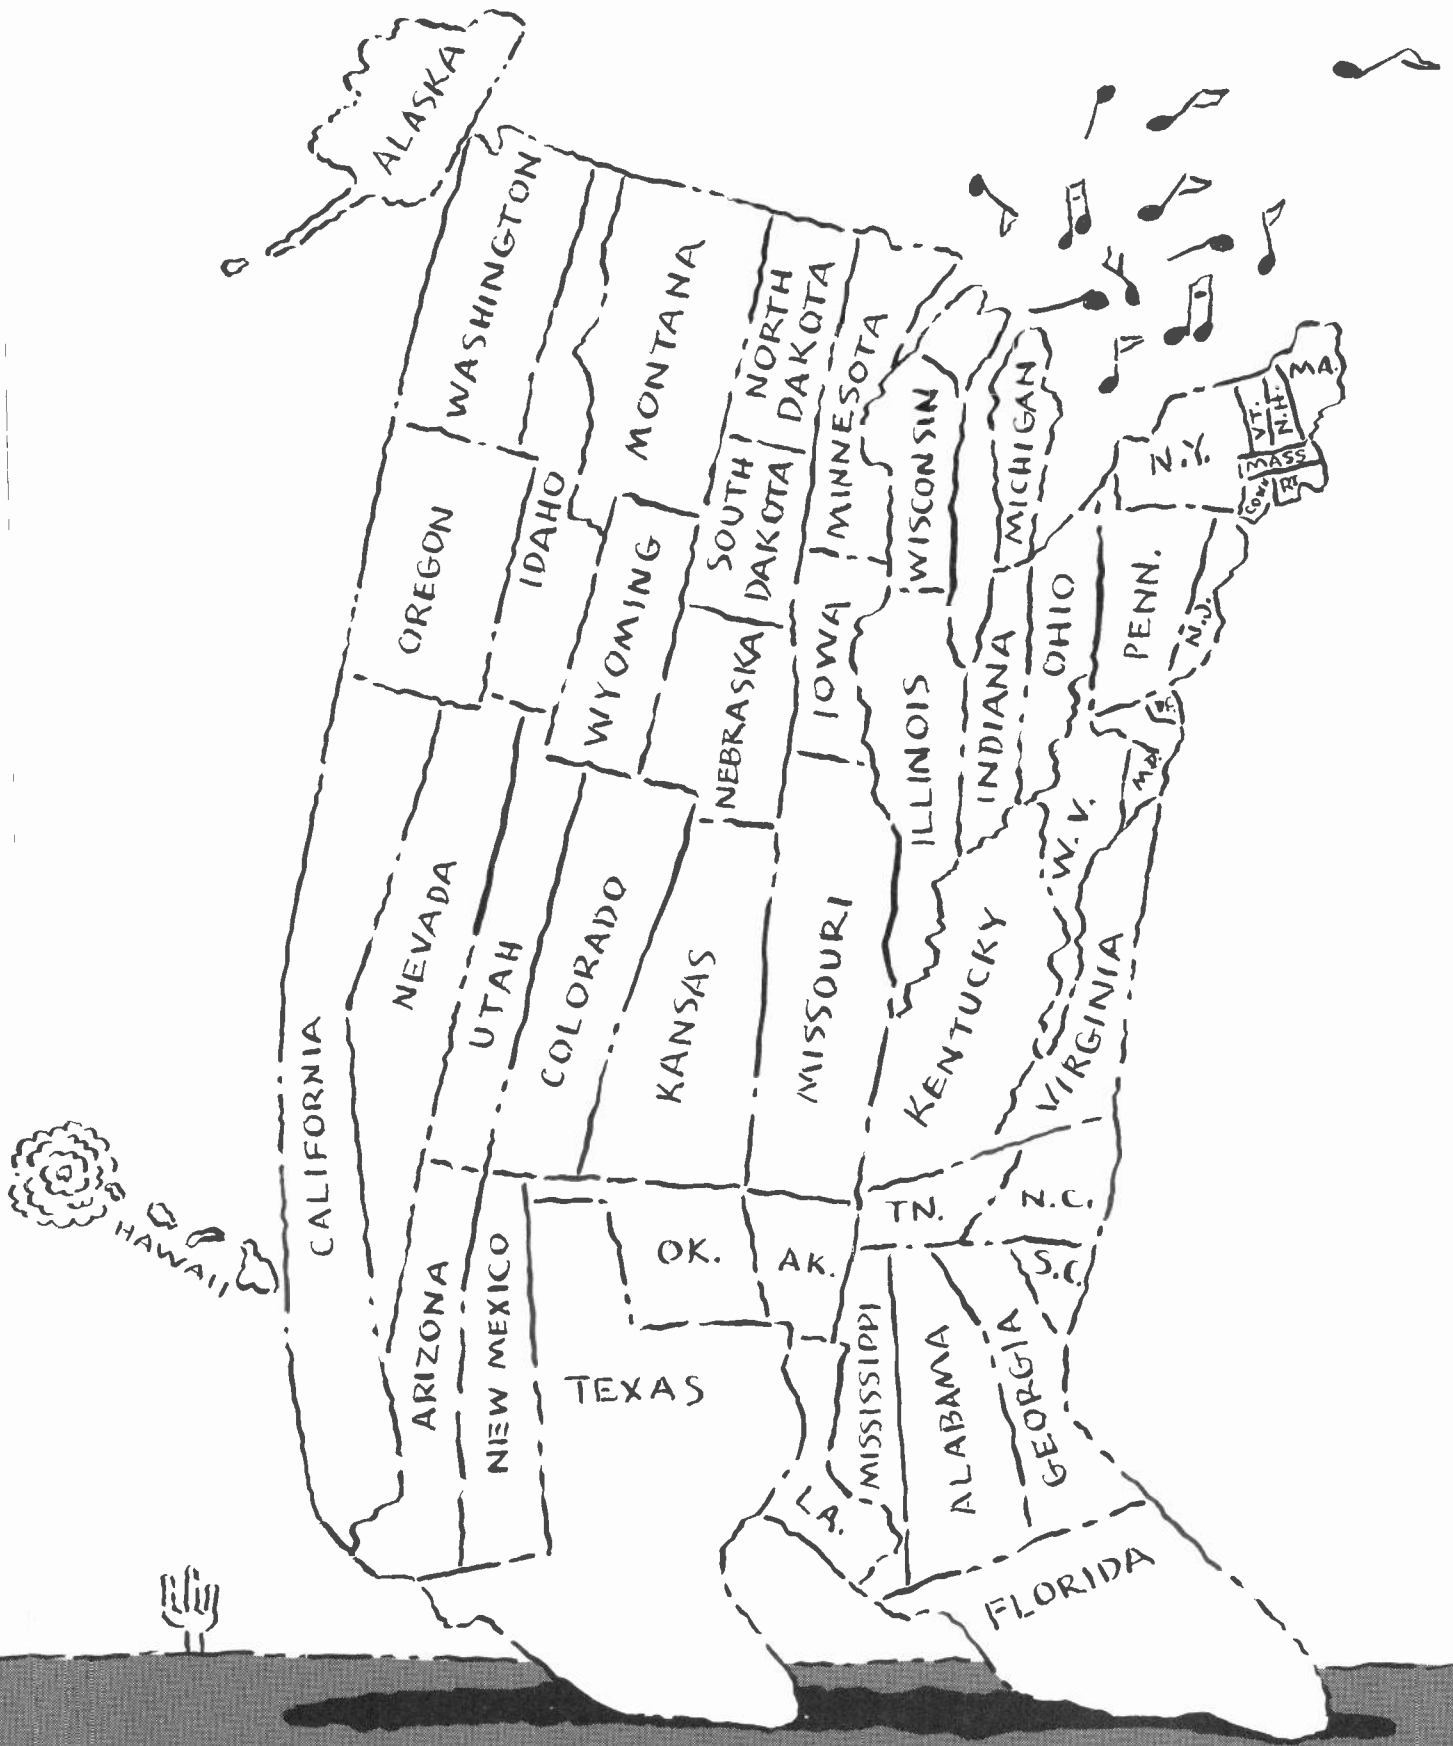 ALASKA
WASHINGTON
MONTANA
NORTH
DAKOTA
MINNESOTA
WISCONSIN
MICHIGAN
MA.
VT.
N.H.
N.Y.
MASS
CONN
RI
OREGON
IDAHO
WYOMING
SOUTH
DAKOTA
NEBRASKA
IOWA
ILLINOIS
INDIANA
OHIO
PENN.
N.J.
W.V.
NEVADA
UTAH
COLORADO
KANSAS
MISSOURI
KENTUCKY
VIRGINIA
CALIFORNIA
HAWAII
ARIZONA
NEW MEXICO
OK.
AK.
TN.
N.C.
S.C.
TEXAS
MISSISSIPPI
ALABAMA
GEORGIA
LA.
FLORIDA